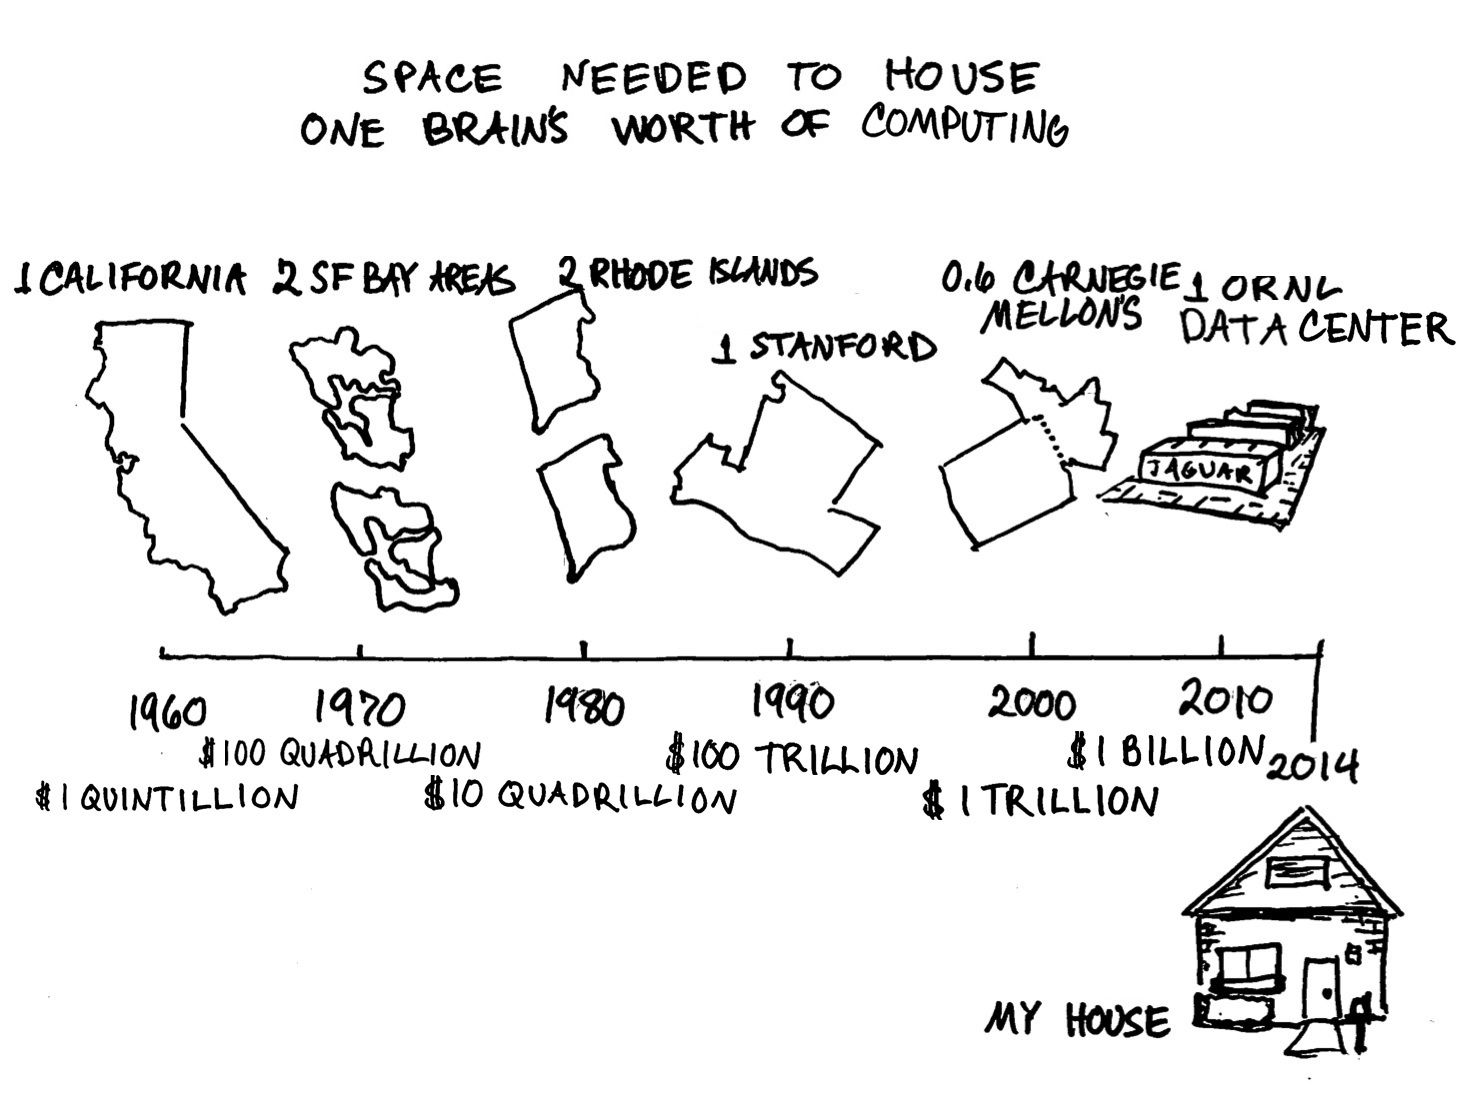 SPACE NEEDED TO HOUSE
ONE BRAIN'S WORTH OF COMPUTING
1 CALIFORNIA
2 SF BAY AREAS
2 RHODE ISLANDS
1 STANFORD
0.6 CARNEGIE
MELLON'S
1 ORNL
DATA CENTER
JAGUAR
1960
1970
1980
1990
2000
2010
2014
$1 QUINTILLION
$100 QUADRILLION
$10 QUADRILLION
$100 TRILLION
$1 TRILLION
$1 BILLION
MY HOUSE